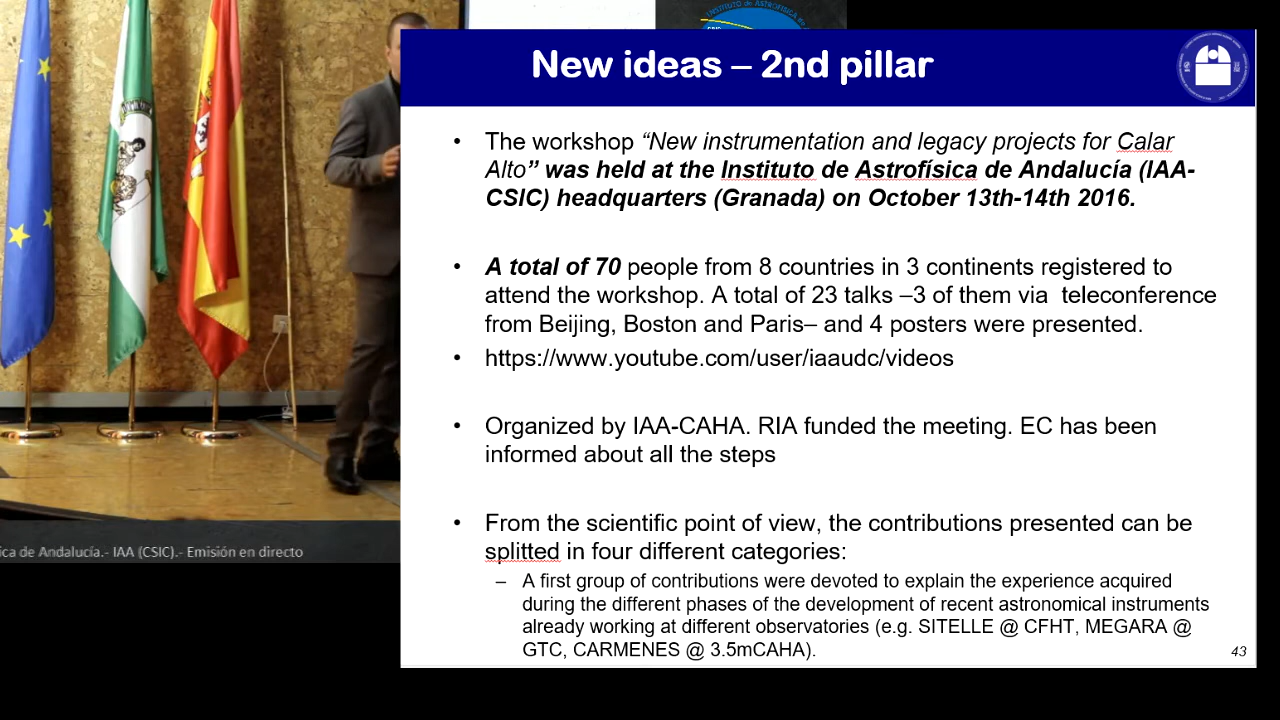 INSTITUTO de ASTROFÍSICA de
CSIC
New ideas – 2nd pillar
• The workshop “New instrumentation and legacy projects for Calar
Alto” was held at the Instituto de Astrofísica de Andalucía (IAA-
CSIC) headquarters (Granada) on October 13th-14th 2016.
• A total of 70 people from 8 countries in 3 continents registered to
attend the workshop. A total of 23 talks –3 of them via teleconference
from Beijing, Boston and Paris– and 4 posters were presented.
• https://www.youtube.com/user/iaaudc/videos
• Organized by IAA-CAHA. RIA funded the meeting. EC has been
informed about all the steps
• From the scientific point of view, the contributions presented can be
splitted in four different categories:
– A first group of contributions were devoted to explain the experience acquired
during the different phases of the development of recent astronomical instruments
already working at different observatories (e.g. SITELLE @ CFHT, MEGARA @
GTC, CARMENES @ 3.5mCAHA).
43
ica de Andalucía.- IAA (CSIC).- Emisión en directo